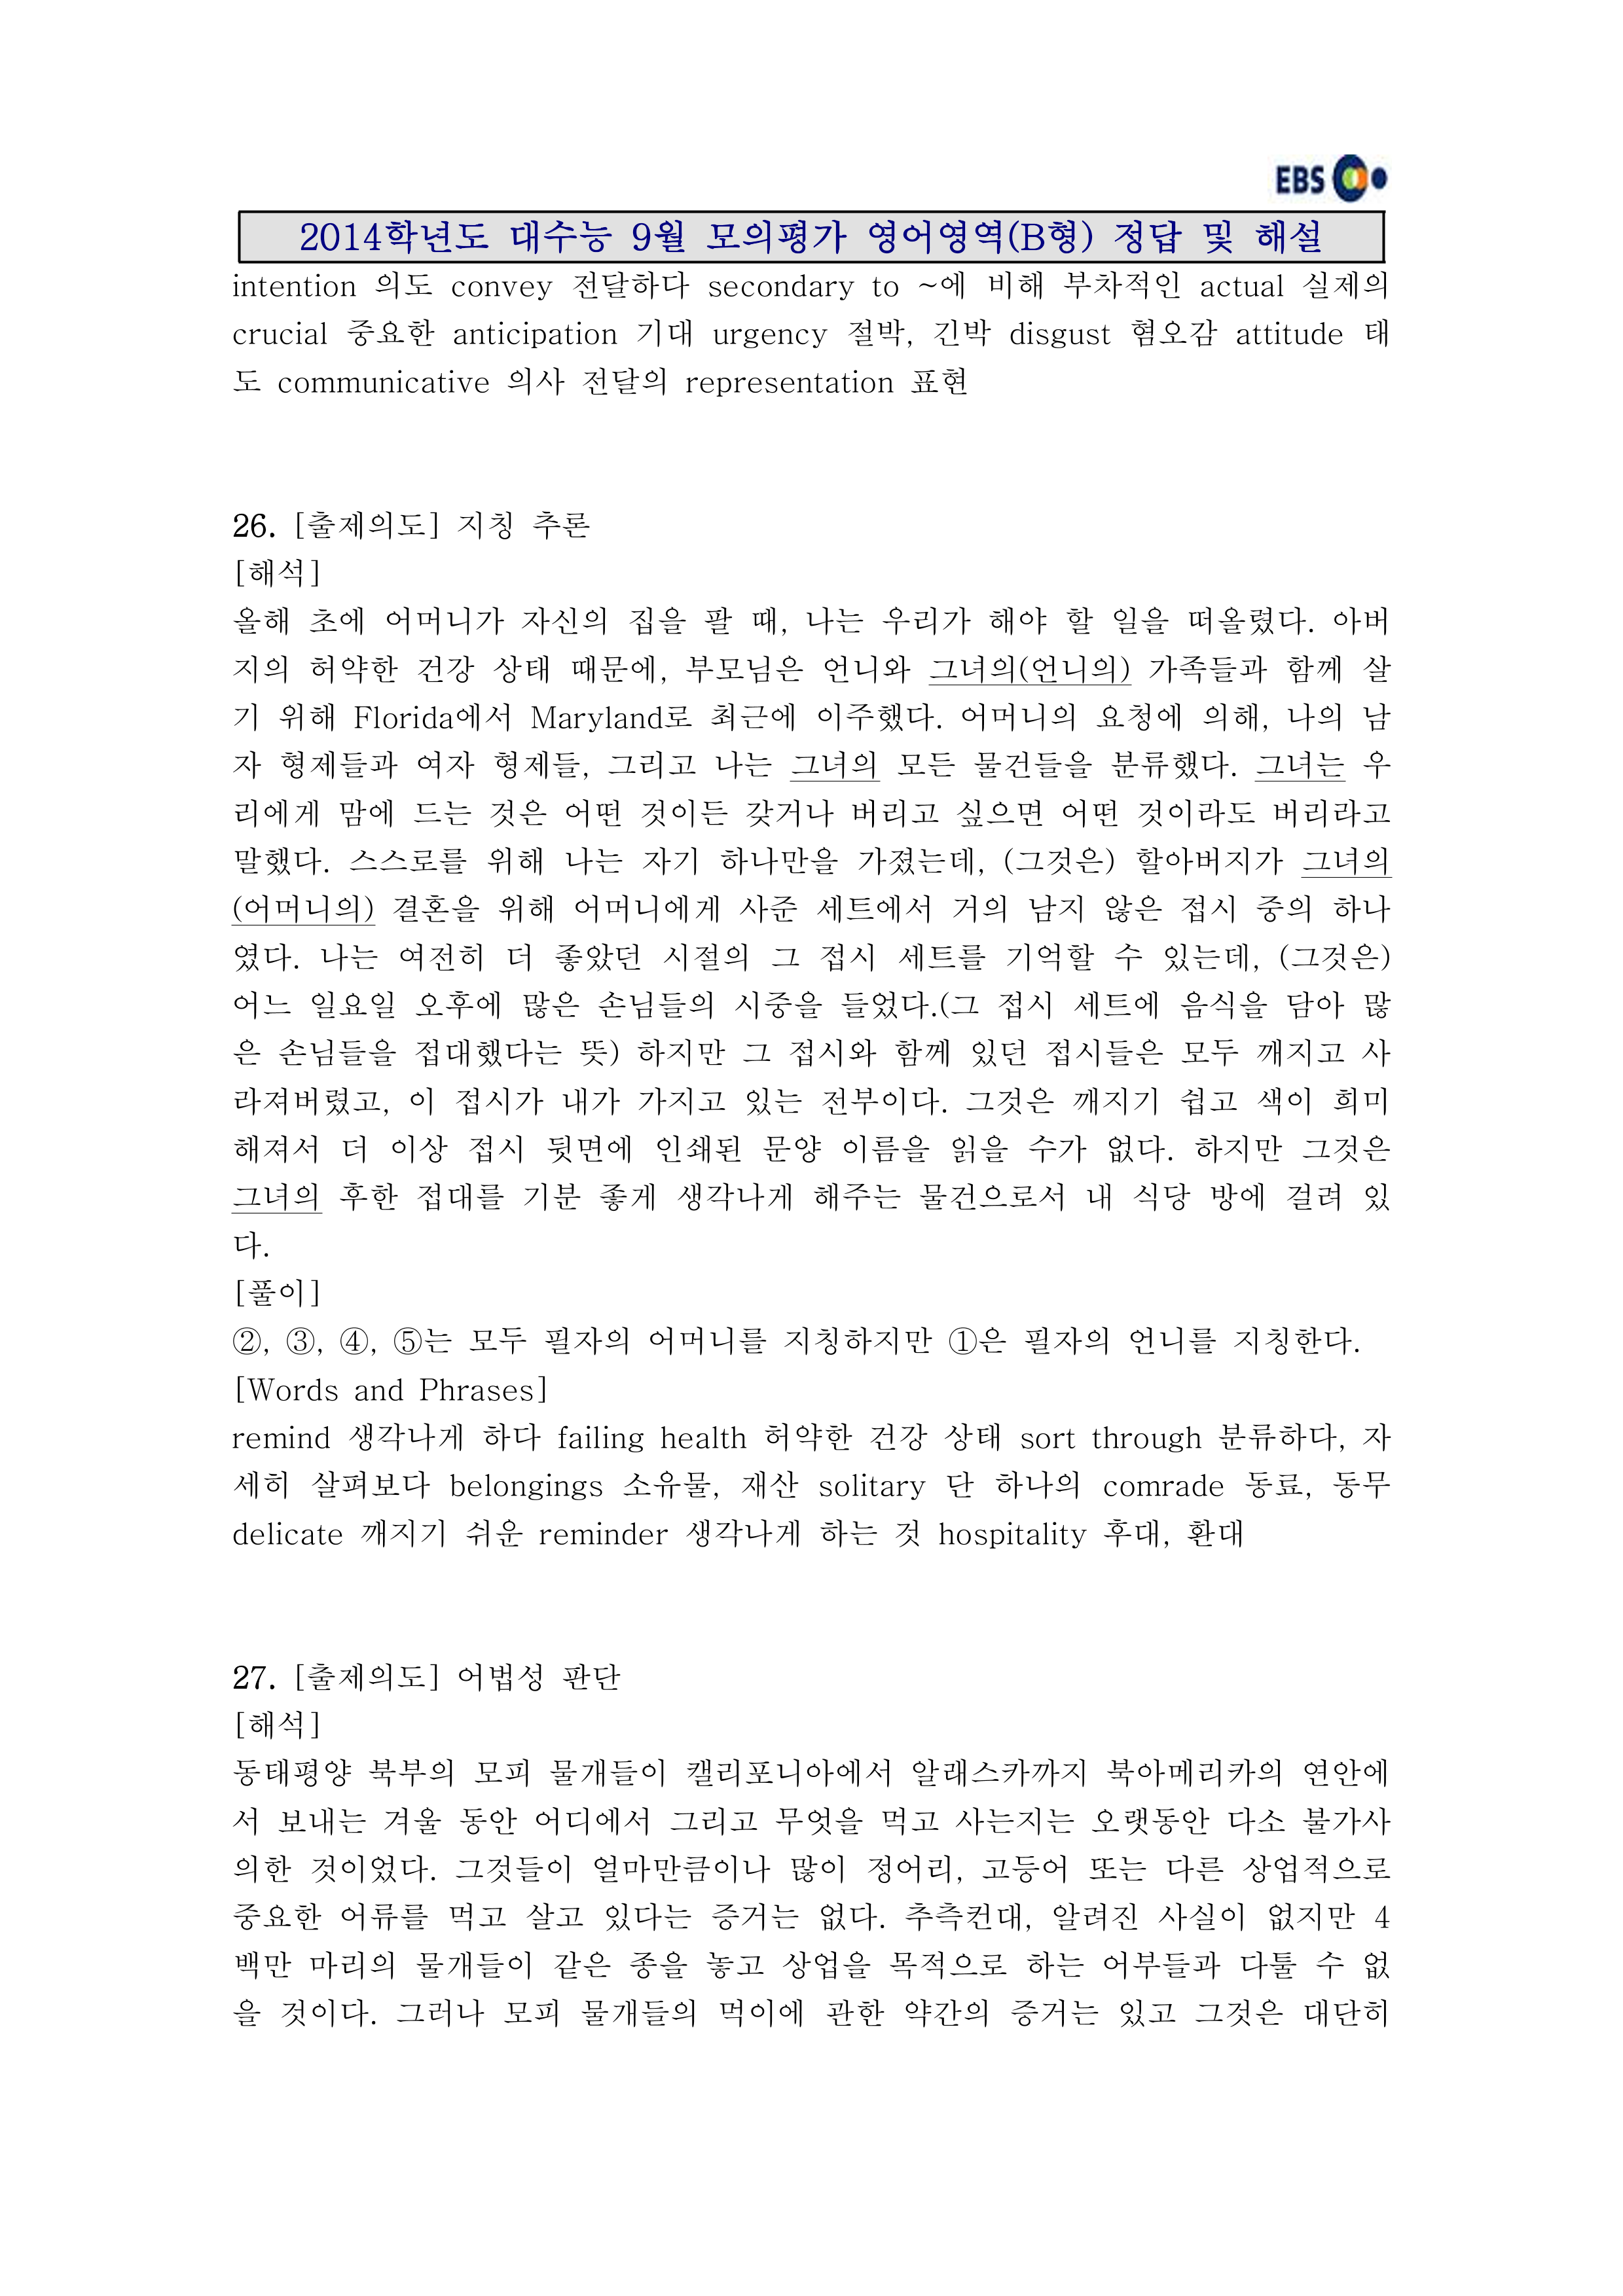 EBS
2014학년도 대수능 9월 모의평가 영어영역(B형) 정답 및 해설
intention 의도 convey 전달하다 secondary to ~에 비해 부차적인 actual 실제의
crucial 중요한 anticipation 기대 urgency 절박, 긴박 disgust 혐오감 attitude 태
도 communicative 의사 전달의 representation 표현
26. [출제의도] 지칭 추론
[해석]
올해 초에 어머니가 자신의 집을 팔 때, 나는 우리가 해야 할 일을 떠올렸다. 아버
지의 허약한 건강 상태 때문에, 부모님은 언니와 그녀의(언니의) 가족들과 함께 살
기 위해 Florida에서 Maryland로 최근에 이주했다. 어머니의 요청에 의해, 나의 남
자 형제들과 여자 형제들, 그리고 나는 그녀의 모든 물건들을 분류했다. 그녀는 우
리에게 맘에 드는 것은 어떤 것이든 갖거나 버리고 싶으면 어떤 것이라도 버리라고
말했다. 스스로를 위해 나는 자기 하나만을 가졌는데, (그것은) 할아버지가 그녀의
(어머니의) 결혼을 위해 어머니에게 사준 세트에서 거의 남지 않은 접시 중의 하나
였다. 나는 여전히 더 좋았던 시절의 그 접시 세트를 기억할 수 있는데, (그것은)
어느 일요일 오후에 많은 손님들의 시중을 들었다.(그 접시 세트에 음식을 담아 많
은 손님들을 접대했다는 뜻) 하지만 그 접시와 함께 있던 접시들은 모두 깨지고 사
라져버렸고, 이 접시가 내가 가지고 있는 전부이다. 그것은 깨지기 쉽고 색이 희미
해져서 더 이상 접시 뒷면에 인쇄된 문양 이름을 읽을 수가 없다. 하지만 그것은
그녀의 후한 접대를 기분 좋게 생각나게 해주는 물건으로서 내 식당 방에 걸려 있
다.
[풀이]
②, ③, ④, ⑤는 모두 필자의 어머니를 지칭하지만 ①은 필자의 언니를 지칭한다.
[Words and Phrases]
remind 생각나게 하다 failing health 허약한 건강 상태 sort through 분류하다, 자
세히 살펴보다 belongings 소유물, 재산 solitary 단 하나의 comrade 동료, 동무
delicate 깨지기 쉬운 reminder 생각나게 하는 것 hospitality 후대, 환대
27. [출제의도] 어법성 판단
[해석]
동태평양 북부의 모피 물개들이 캘리포니아에서 알래스카까지 북아메리카의 연안에
서 보내는 겨울 동안 어디에서 그리고 무엇을 먹고 사는지는 오랫동안 다소 불가사
의한 것이었다. 그것들이 얼마만큼이나 많이 정어리, 고등어 또는 다른 상업적으로
중요한 어류를 먹고 살고 있다는 증거는 없다. 추측컨대, 알려진 사실이 없지만 4
백만 마리의 물개들이 같은 종을 놓고 상업을 목적으로 하는 어부들과 다툴 수 없
을 것이다. 그러나 모피 물개들의 먹이에 관한 약간의 증거는 있고 그것은 대단히